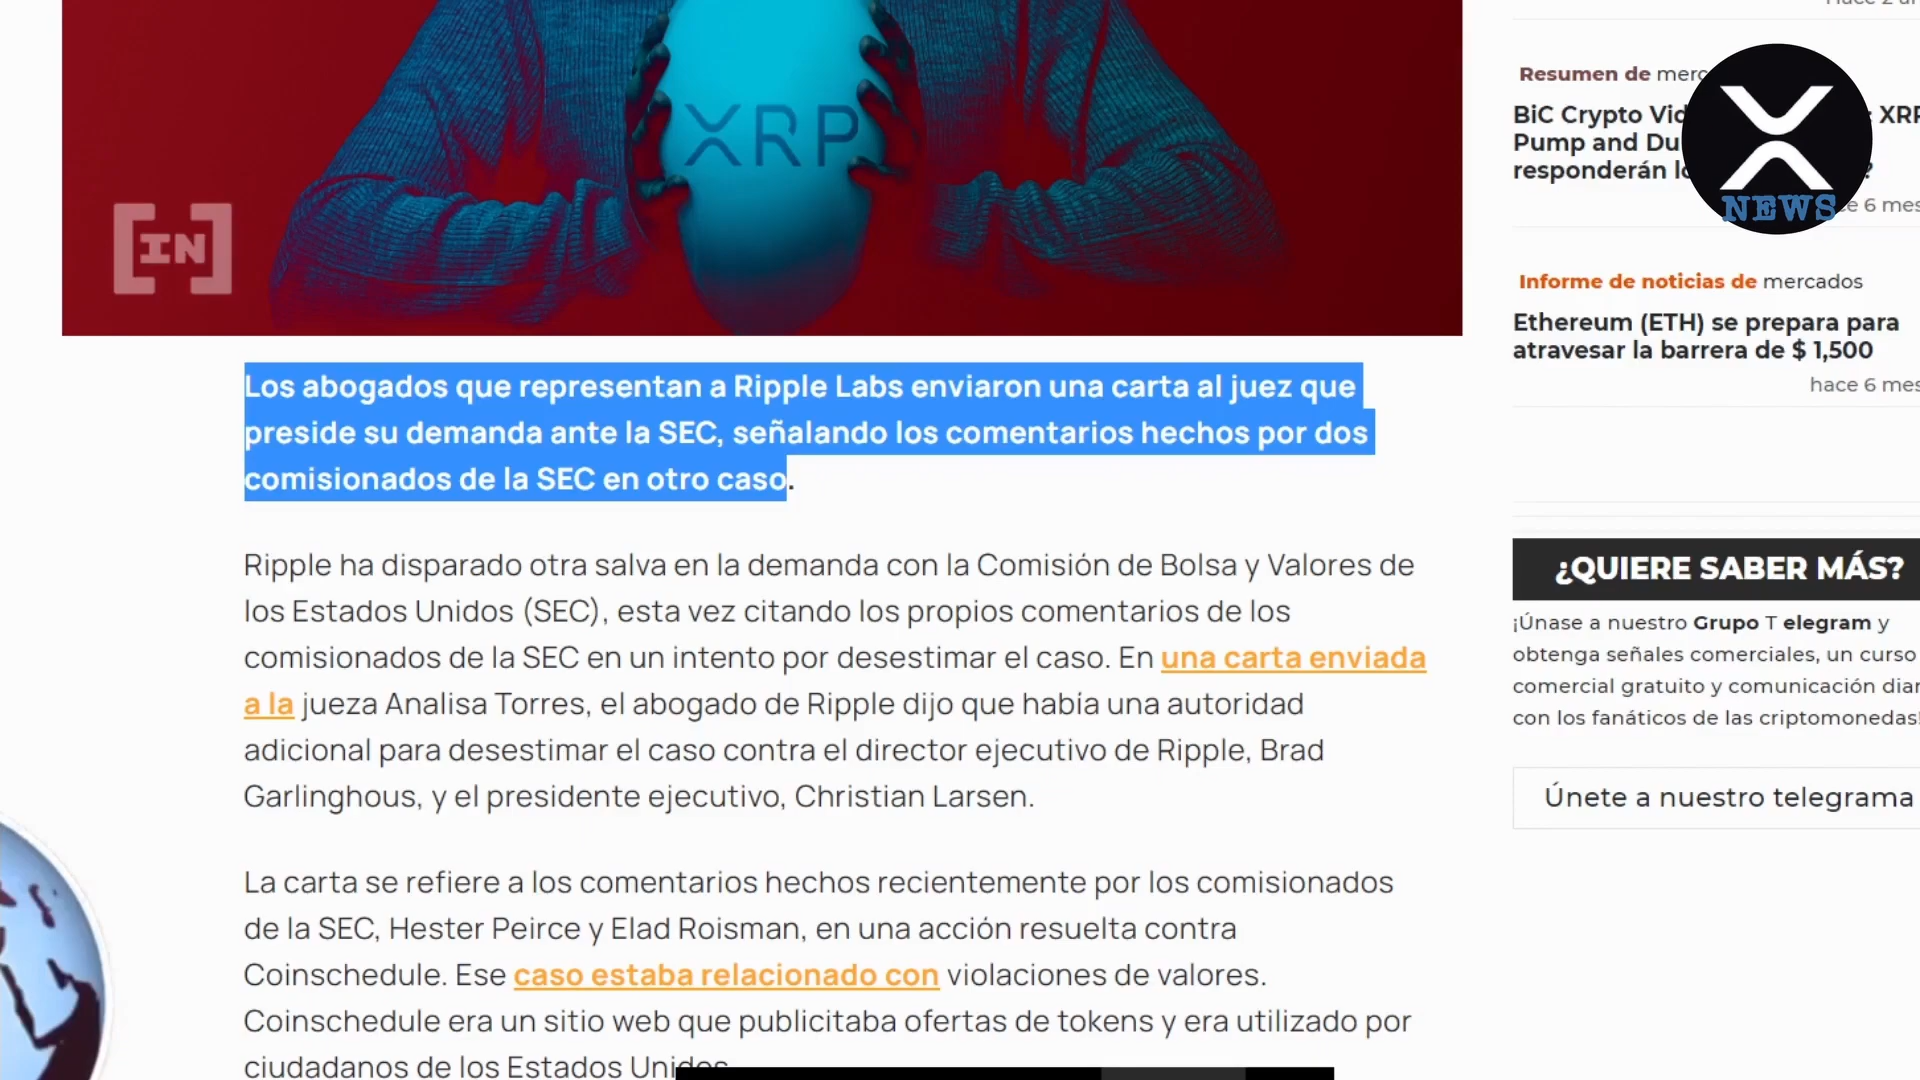 XRP
[IN]
Los abogados que representan a Ripple Labs enviaron una carta al juez que
preside su demanda ante la SEC, señalando los comentarios hechos por dos
comisionados de la SEC en otro caso.
Ripple ha disparado otra salva en la demanda con la Comisión de Bolsa y Valores de
los Estados Unidos (SEC), esta vez citando los propios comentarios de los
comisionados de la SEC en un intento por desestimar el caso. En una carta enviada
a la jueza Analisa Torres, el abogado de Ripple dijo que había una autoridad
adicional para desestimar el caso contra el director ejecutivo de Ripple, Brad
Garlinghous, y el presidente ejecutivo, Christian Larsen.
La carta se refiere a los comentarios hechos recientemente por los comisionados
de la SEC, Hester Peirce y Elad Roisman, en una acción resuelta contra
Coinschedule. Ese caso estaba relacionado con violaciones de valores.
Coinschedule era un sitio web que publicitaba ofertas de tokens y era utilizado por
ciudadanos de los Estados Unidos.
Resumen de
BiC Crypto XRP
Pump and
responderán
6
NEWS
Informe de noticias de mercados
Ethereum (ETH) se prepara para
atravesar la barrera de $ 1,500
hace 6
¿QUIERE SABER MÁS?
¡Únase a nuestro Grupo T elegram y
obtenga señales comerciales, un curso
comercial gratuito y comunicación
con los fanáticos de las criptomonedas!
Únete a nuestro telegrama